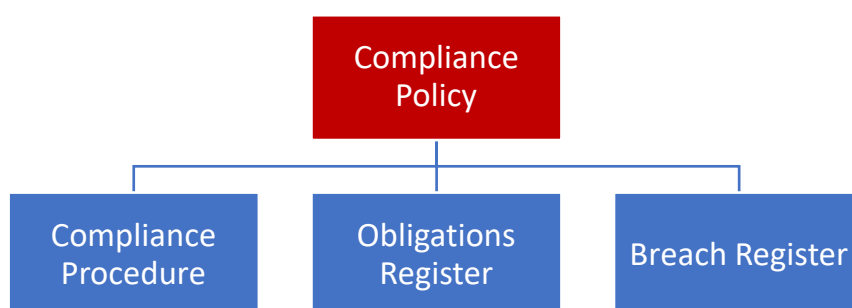 Compliance
Policy
Compliance
Procedure
Obligations
Register
Breach Register